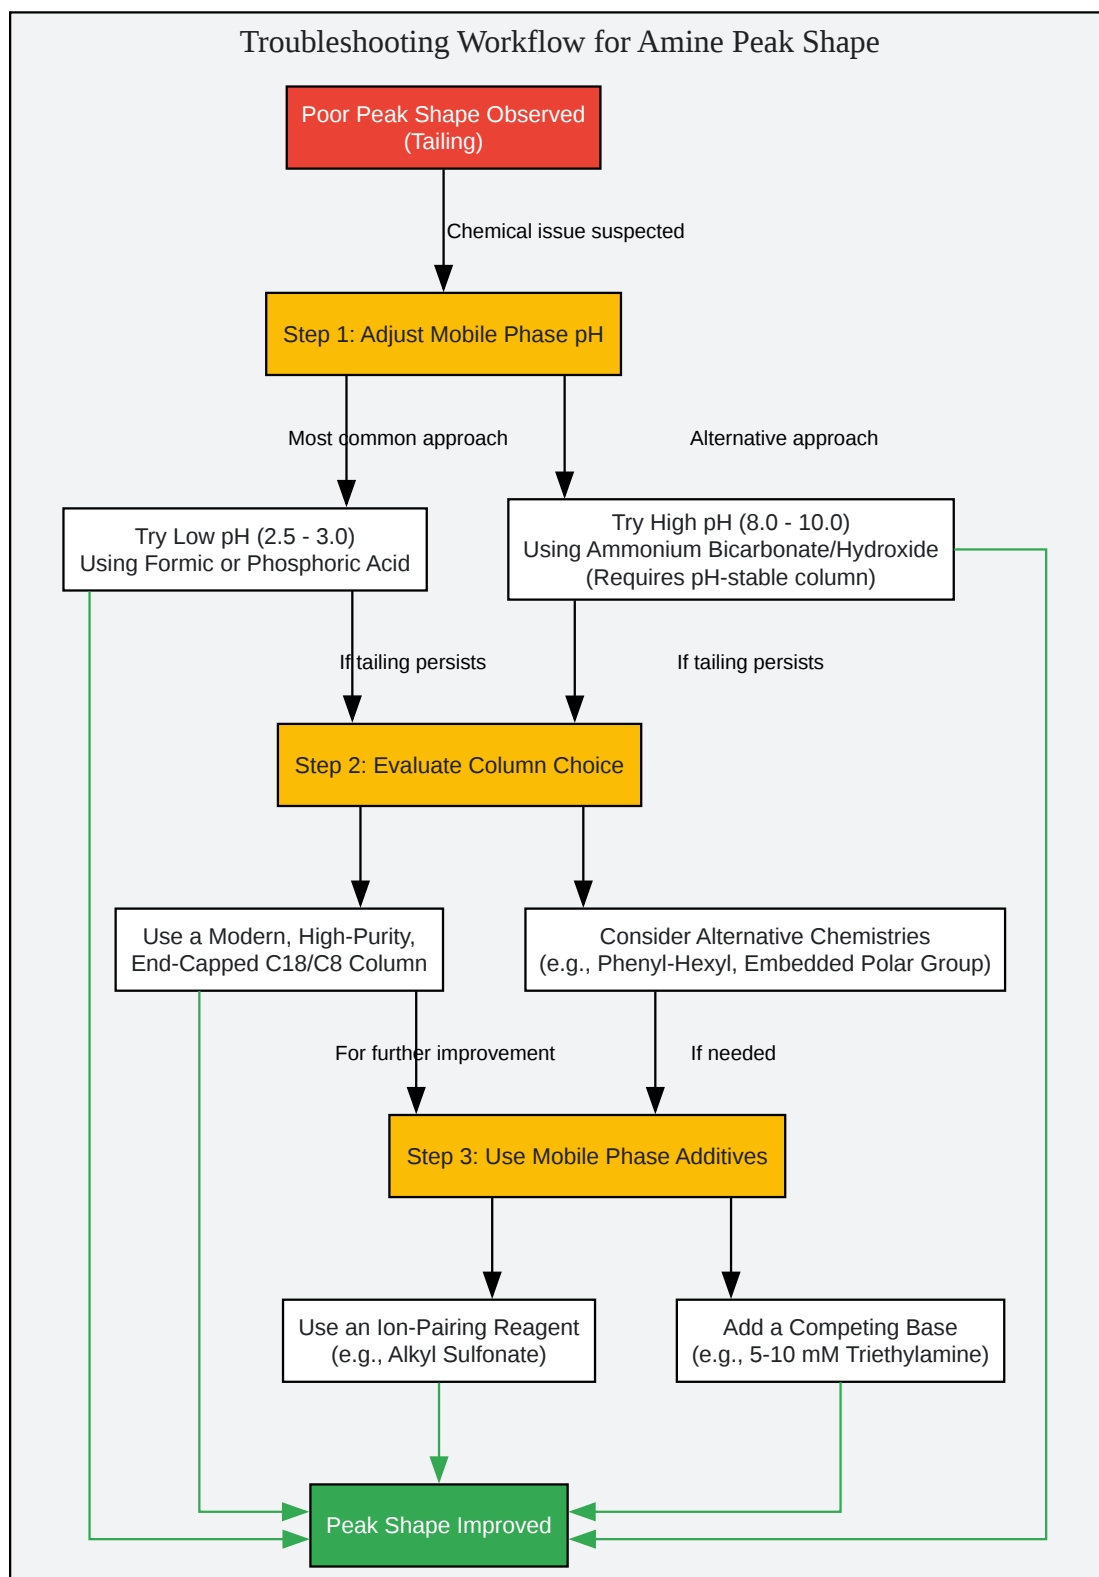 Troubleshooting Workflow for Amine Peak Shape
Poor Peak Shape Observed
(Tailing)
Chemical issue suspected
Step 1: Adjust Mobile Phase pH
Most common approach
Alternative approach
Try Low pH (2.5 - 3.0)
Using Formic or Phosphoric Acid
Try High pH (8.0 - 10.0)
Using Ammonium Bicarbonate/Hydroxide
(Requires pH-stable column)
If tailing persists
If tailing persists
Step 2: Evaluate Column Choice
Use a Modern, High-Purity,
End-Capped C18/C8 Column
Consider Alternative Chemistries
(e.g., Phenyl-Hexyl, Embedded Polar Group)
For further improvement
If needed
Step 3: Use Mobile Phase Additives
Use an Ion-Pairing Reagent
(e.g., Alkyl Sulfonate)
Add a Competing Base
(e.g., 5-10 mM Triethylamine)
Peak Shape Improved